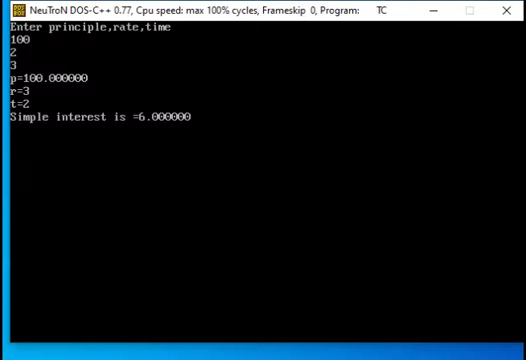 NeuTroN DOS-C++ 0.77, Cpu speed: max 100% cycles, Frameskip 0, Program: TC
Enter principle,rate,time
100
2
3
p=100.000000
r=3
t=2
Simple interest is =6.000000